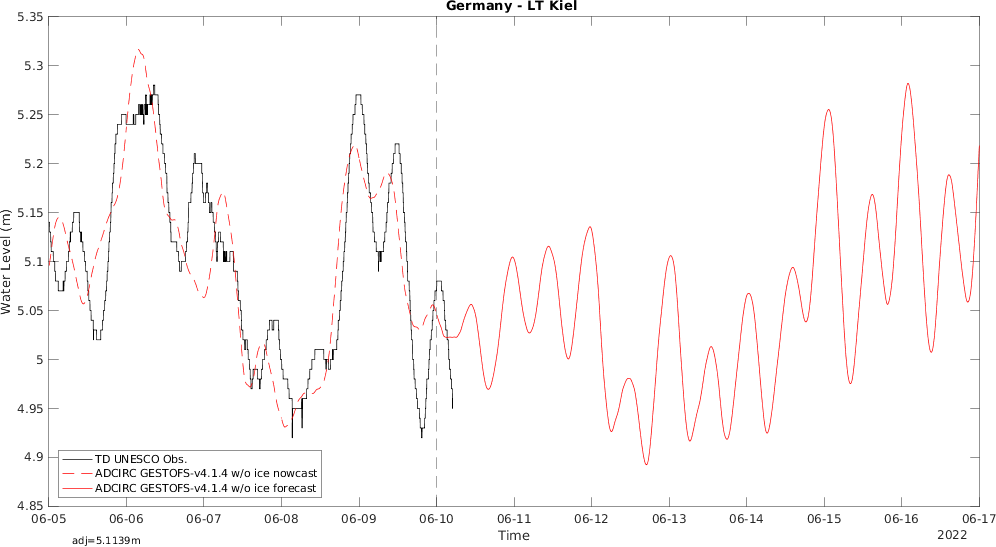 Germany - LT Kiel
5.35
5.3
5.25
5.2
5.15
5.1
5.05
5
4.95
4.9
4.85
Water Level (m)
TD UNESCO Obs.
ADCIRC GESTOFS-v4.1.4 w/o ice nowcast
ADCIRC GESTOFS-v4.1.4 w/o ice forecast
06-05 06-06 06-07 06-08 06-09 06-10 06-11 06-12 06-13 06-14 06-15 06-16 06-17
Time
2022
adj=5.1139m